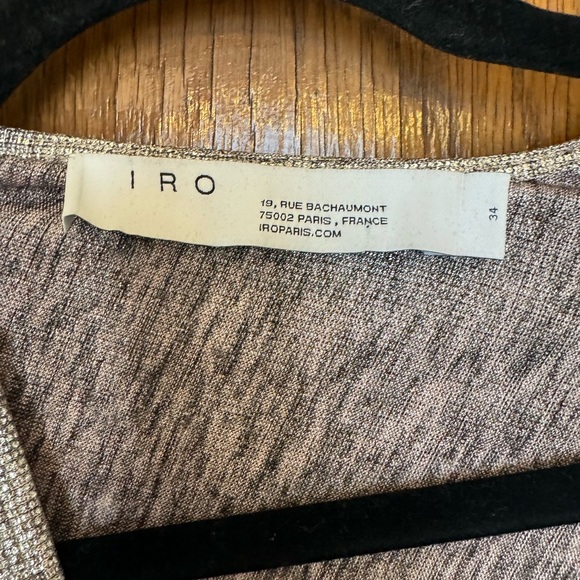 IRO
19, RUE BACHAUMONT
75002 PARIS , FRANCE
IROPARIS.COM
34